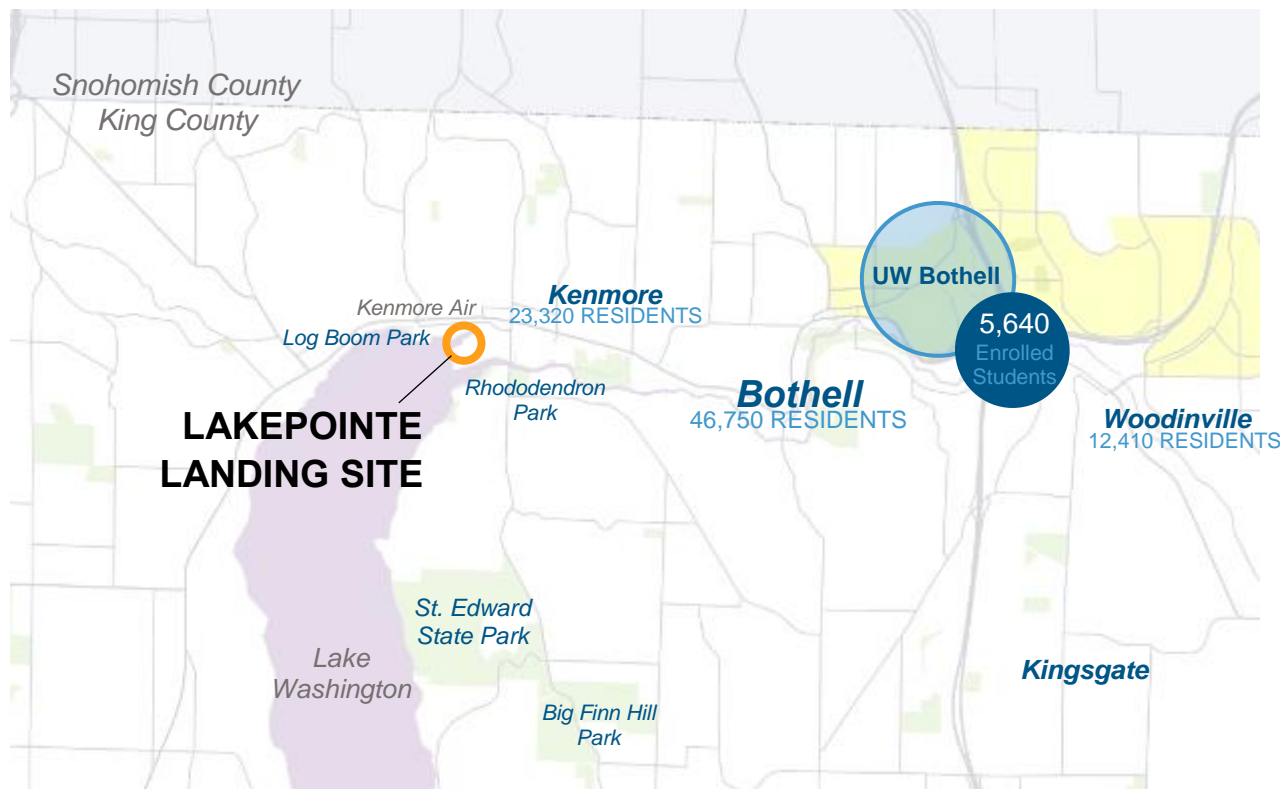 Snohomish County
King County
UW Bothell
Kenmore
Kenmore Air
23,320 RESIDENTS
Log Boom Park
5,640
Enrolled
Students
Rhododendron
Park
Bothell
46,750 RESIDENTS
Woodinville
12,410 RESIDENTS
LAKEPOINTE
LANDING SITE
St. Edward
State Park
Lake
Washington
Kingsgate
Big Finn Hill
Park